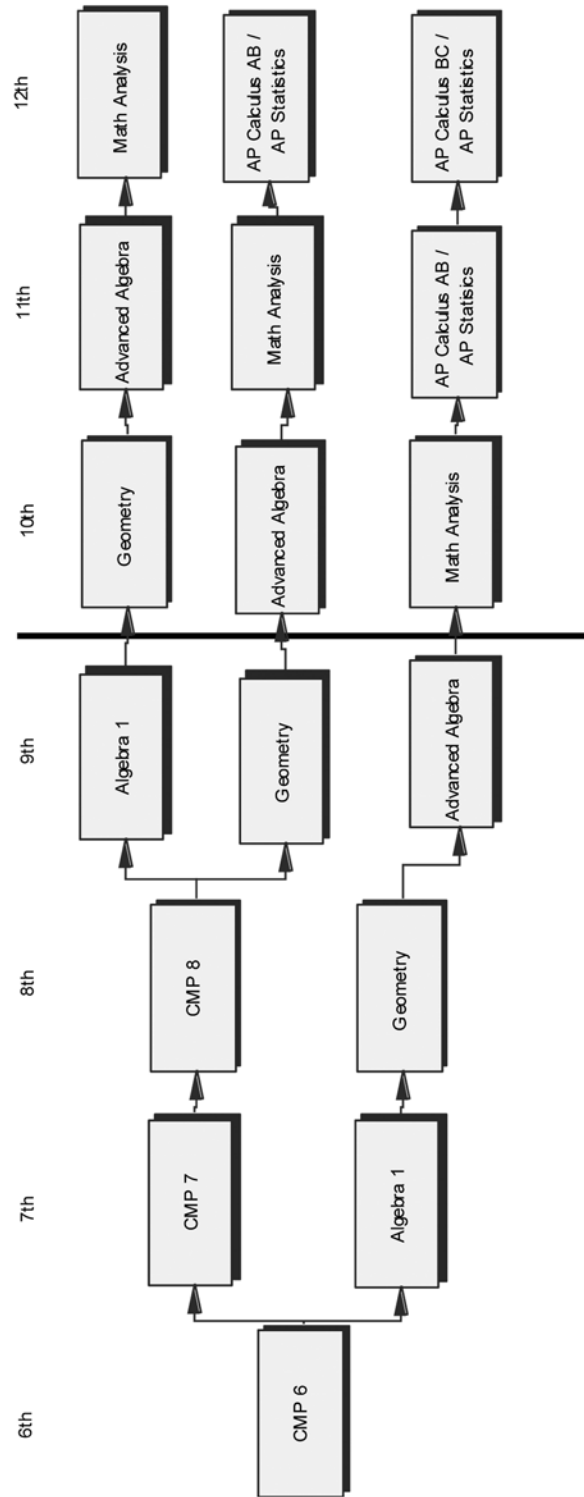 6th
7th
8th
9th
10th
11th
12th
CMP 6
CMP 7
CMP 8
Algebra 1
Geometry
Advanced Algebra
Math Analysis
Geometry
Advanced Algebra
Math Analysis
AP Calculus AB /
AP Statistics
Algebra 1
Geometry
Advanced Algebra
Math Analysis
AP Calculus AB /
AP Statisics
AP Calculus BC /
AP Statistics